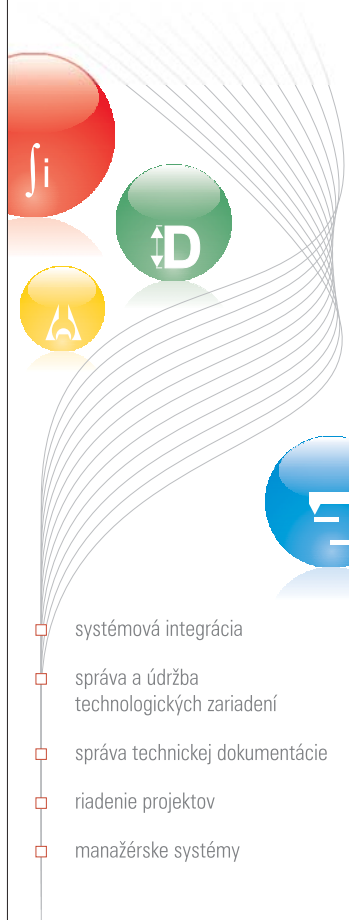 ∫i
D
systémová integrácia
správa a údržba
technologických zariadení
správa technickej dokumentácie
riadenie projektov
manažérske systémy